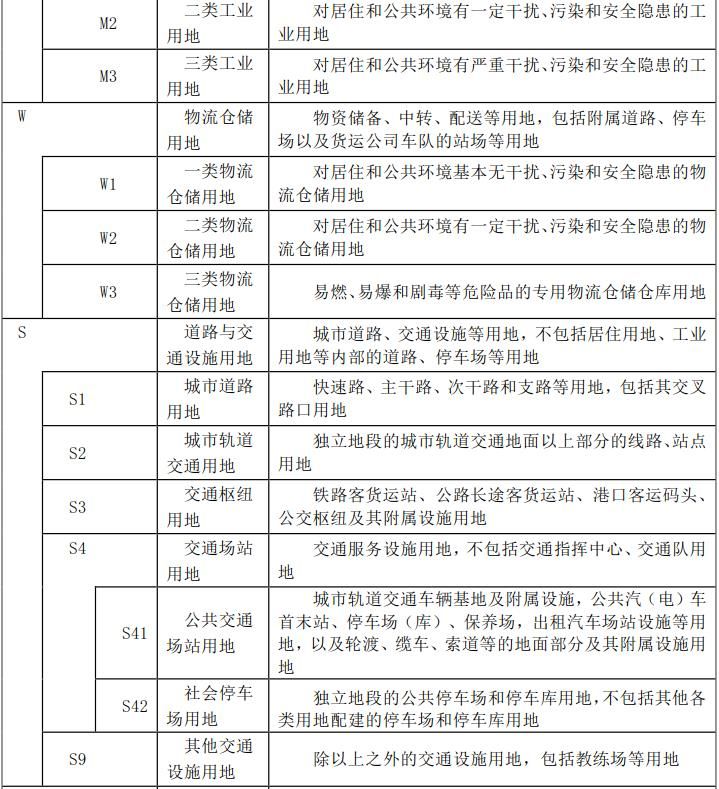 M2
二类工业
用地
对居住和公共环境有一定干扰、污染和安全隐患的工
业用地
M3
三类工业
用地
对居住和公共环境有严重干扰、污染和安全隐患的工
业用地
W
物流仓储
用地
物资储备、中转、配送等用地，包括附属道路、停车
场以及货运公司车队的站场等用地
W1
一类物流
仓储用地
对居住和公共环境基本无干扰、污染和安全隐患的物
流仓储用地
W2
二类物流
仓储用地
对居住和公共环境有一定干扰、污染和安全隐患的物
流仓储用地
W3
三类物流
仓储用地
易燃、易爆和剧毒等危险品的专用物流仓储仓库用地
S
道路与交
通设施用地
城市道路、交通设施等用地，不包括居住用地、工业
用地等内部的道路、停车场等用地
S1
城市道路
用地
快速路、主干路、次干路和支路等用地，包括其交叉
路口用地
S2
城市轨道
交通用地
独立地段的城市轨道交通地面以上部分的线路、站点
用地
S3
交通枢纽
用地
铁路客货运站、公路长途客货运站、港口客运码头、
公交枢纽及其附属设施用地
S4
交通场站
用地
交通服务设施用地，不包括交通指挥中心、交通队用
地
S41
公共交通
场站用地
城市轨道交通车辆基地及附属设施，公共汽（电）车
首末站、停车场（库）、保养场，出租汽车场站设施等用
地，以及轮渡、缆车、索道等的地面部分及其附属设施用
地
S42
社会停车
场用地
独立地段的公共停车场和停车库用地，不包括其他各
类用地配建的停车场和停车库用地
S9
其他交通
设施用地
除以上之外的交通设施用地，包括教练场等用地